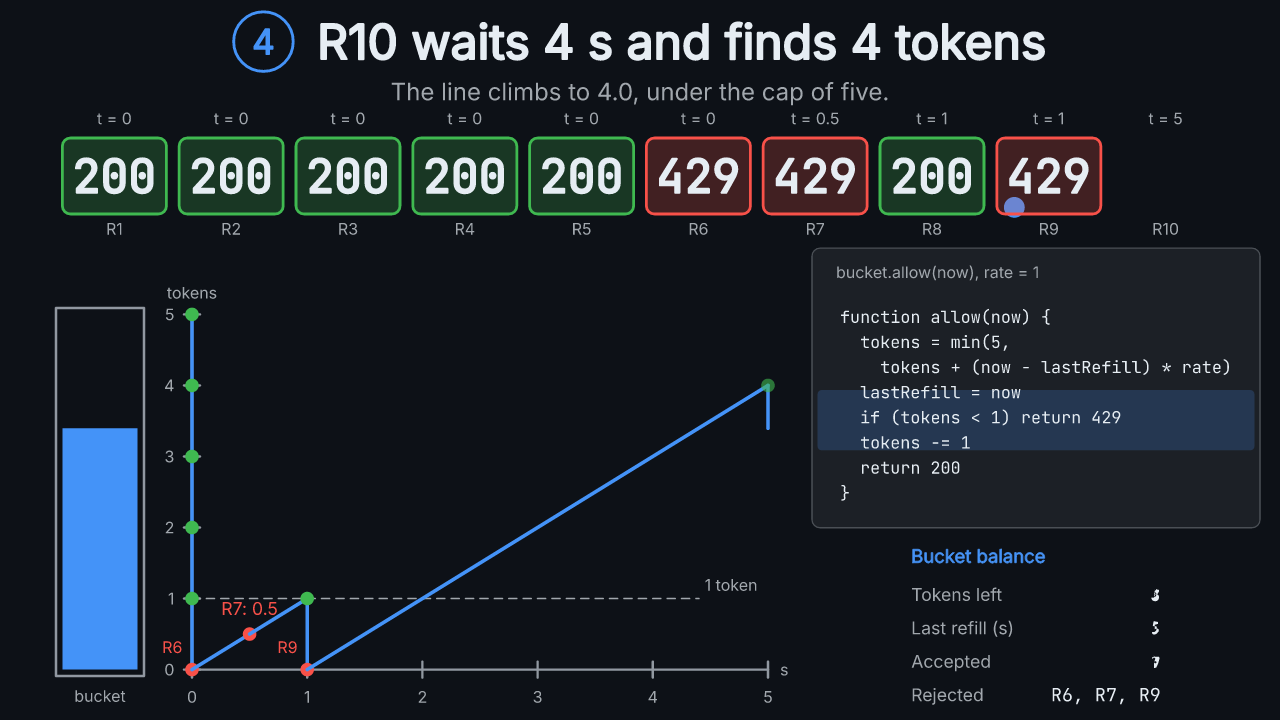 4
R10 waits 4 s and finds 4 tokens
The line climbs to 4.0, under the cap of five.
t = 0 t = 0 t = 0 t = 0 t = 0 t = 0 t = 0.5 t = 1 t = 1 t = 5
200 200 200 200 200 429 429 200 429
R1 R2 R3 R4 R5 R6 R7 R8 R9 R10
bucket.allow(now), rate = 1
function allow(now) {
tokens = min(5,
tokens + (now - lastRefill) * rate)
lastRefill = now
if (tokens < 1) return 429
tokens -= 1
return 200
}
tokens
5
4
3
2
1
0
1 token
R7: 0.5
R6
R9
s
0 1 2 3 4 5
bucket
Bucket balance
Tokens left
Last refill (s)
Accepted
Rejected R6, R7, R9